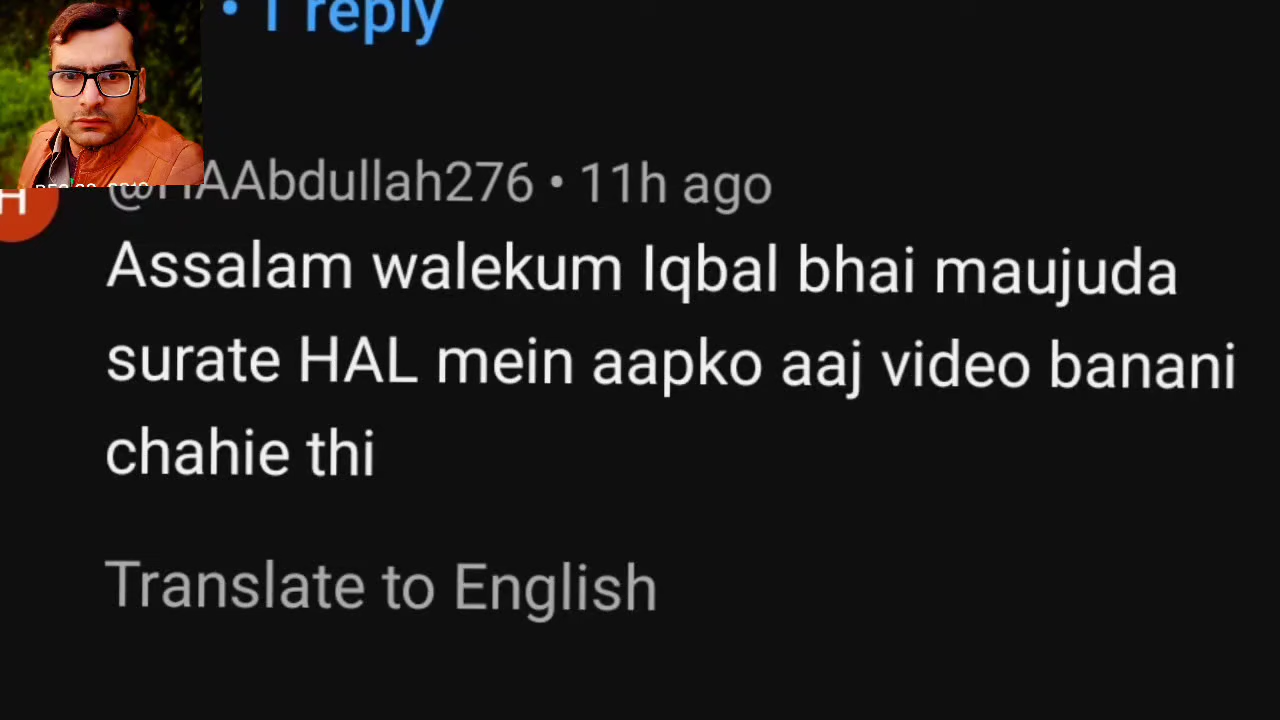 • 1 reply
AAbdullah276 • 11h ago
Assalam walekum Iqbal bhai maujuda
surate HAL mein aapko aaj video banani
chahie thi
Translate to English